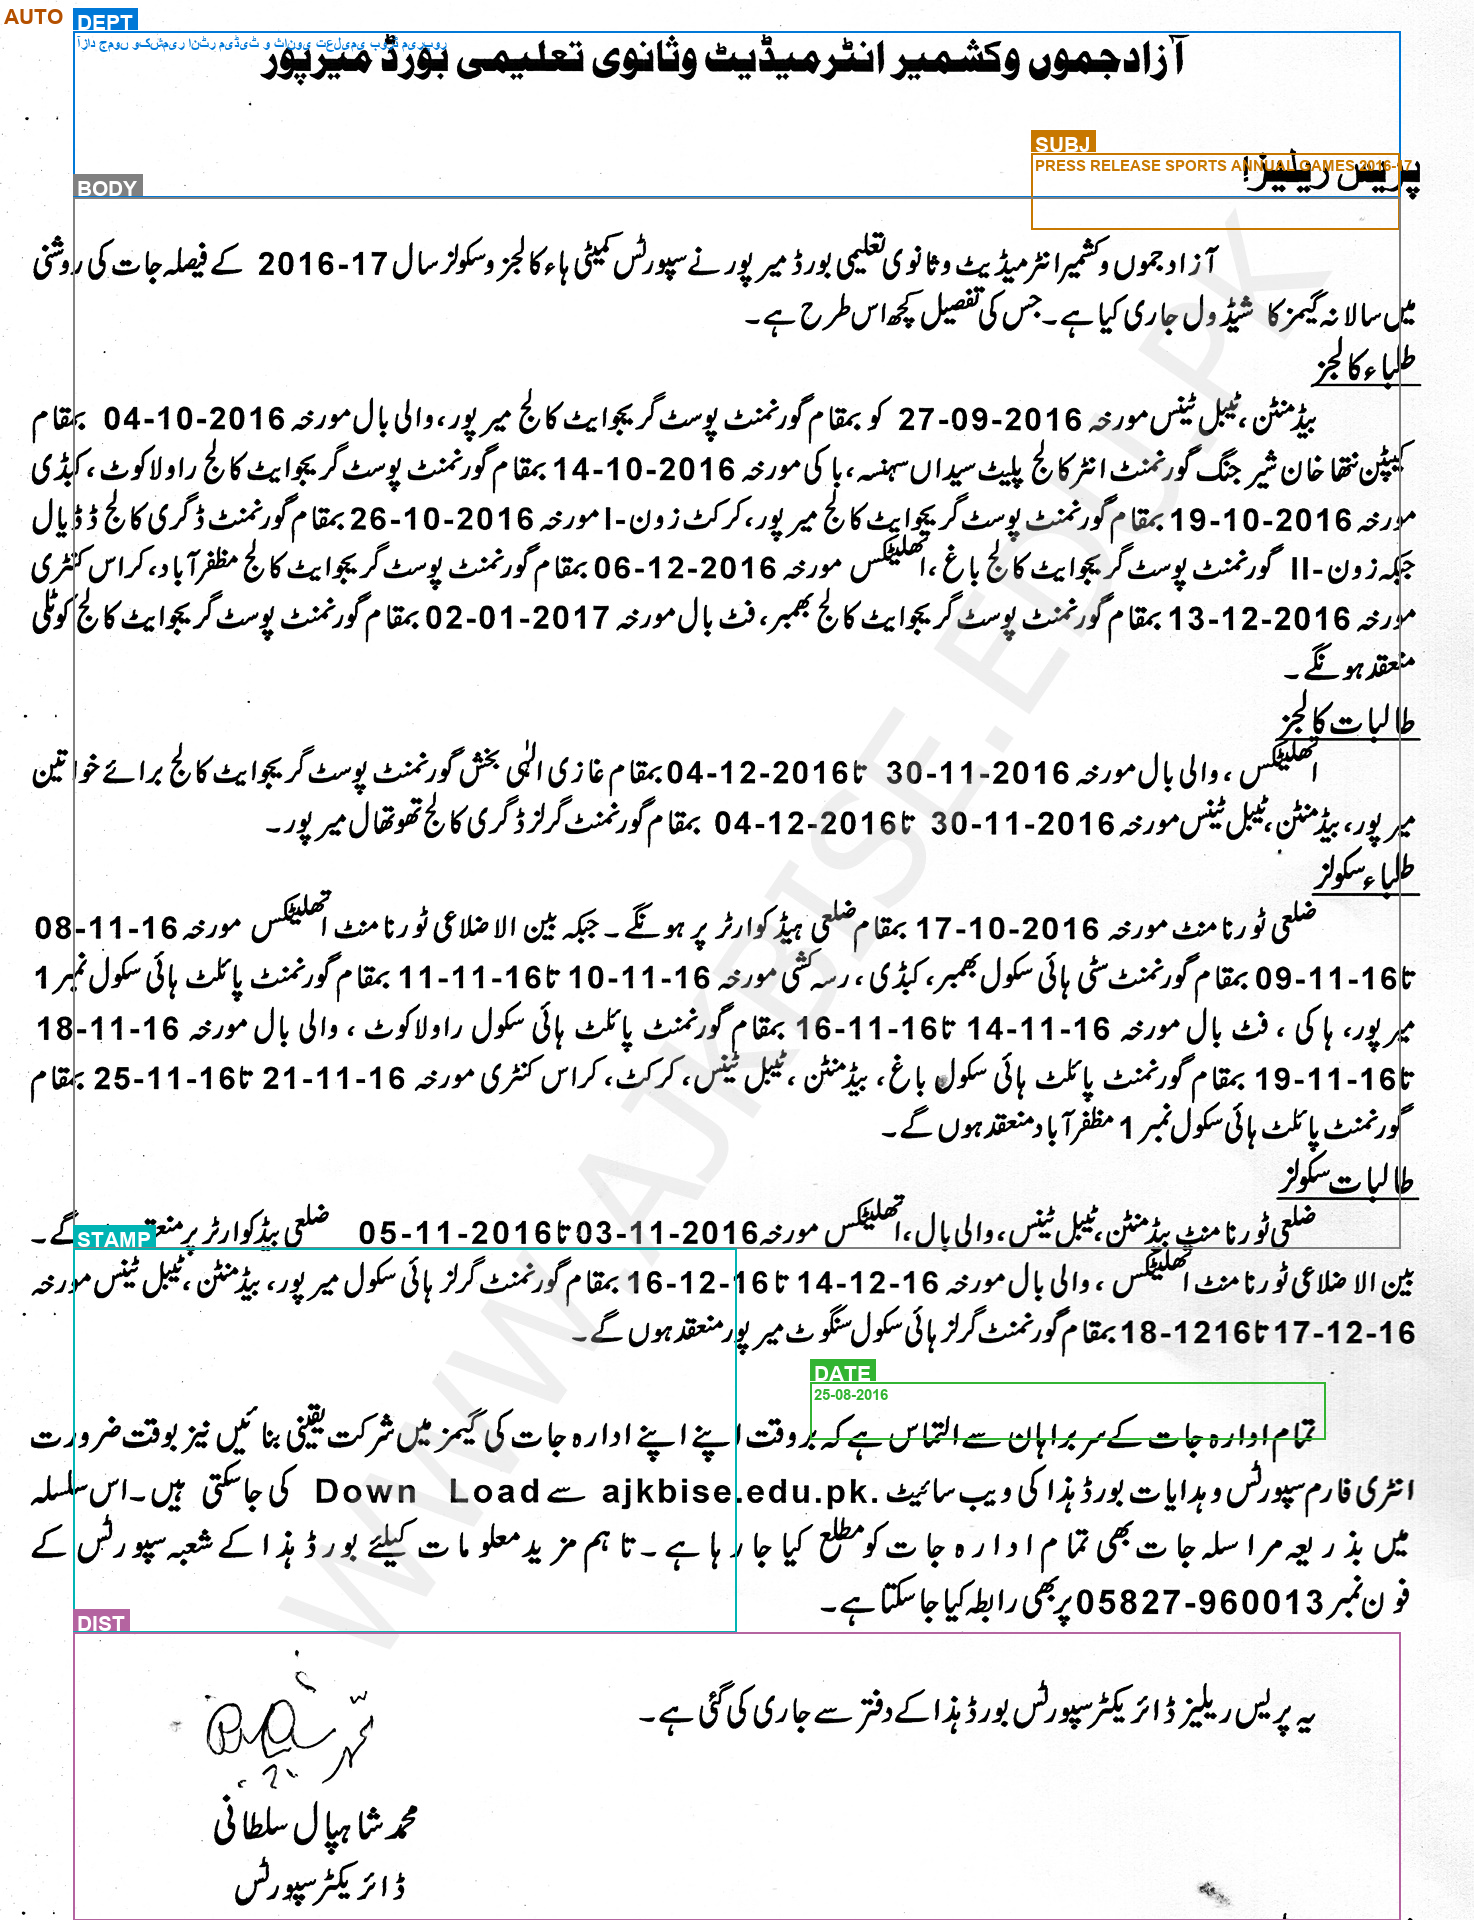 AUTO
DEPT
آزاد جموں وکشمیر انٹرمیڈیٹ و ثانوی تعلیمی بورڈ میرپور
آزادجموں وکشمیر انٹرمیڈیٹ وثانوی تعلیمی بورڈ میرپور
SUBJ
PRESS RELEASE SPORTS ANNUAL GAMES 2016-17
پریس ریلیز!
BODY
آزاد جموں وکشمیر انٹرمیڈیٹ وثانوی تعلیمی بورڈ میرپور نے سپورٹس کمیٹی ہاء کالجز وسکولز سال 17-2016 کے فیصلہ جات کی روشنی
میں سالانہ گیمز کا شیڈول جاری کیا ہے۔ جس کی تفصیل کچھ اس طرح ہے۔
طلباء کالجز
بیڈمنٹن، ٹیبل ٹینس مورخہ 27-09-2016 کو بمقام گورنمنٹ پوسٹ گریجوایٹ کالج میرپور، والی بال مورخہ 04-10-2016 بمقام
کیپٹن نتھا خان شیر جنگ گورنمنٹ انٹر کالج پلیٹ سیداں سہنسہ، ہاکی مورخہ 14-10-2016 بمقام گورنمنٹ پوسٹ گریجوایٹ کالج راولاکوٹ، کبڈی
مورخہ 19-10-2016 بمقام گورنمنٹ پوسٹ گریجوایٹ کالج میرپور، کرکٹ زون-I مورخہ 26-10-2016 بمقام گورنمنٹ ڈگری کالج ڈڈیال
جبکہ زون-II گورنمنٹ پوسٹ گریجوایٹ کالج باغ، اتھلیٹکس مورخہ 06-12-2016 بمقام گورنمنٹ پوسٹ گریجوایٹ کالج مظفرآباد، کراس کنٹری
مورخہ 13-12-2016 بمقام گورنمنٹ پوسٹ گریجوایٹ کالج بھمبر، فٹ بال مورخہ 02-01-2017 بمقام گورنمنٹ پوسٹ گریجوایٹ کالج کوٹلی
منعقد ہونگے۔
طالبات کالجز
اتھلیٹکس، والی بال مورخہ 30-11-2016 تا 04-12-2016 بمقام غازی الٰہی بخش گورنمنٹ پوسٹ گریجوایٹ کالج برائے خواتین
میرپور، بیڈمنٹن، ٹیبل ٹینس مورخہ 30-11-2016 تا 04-12-2016 بمقام گورنمنٹ گرلز ڈگری کالج تھوتھال میرپور۔
طلباء سکولز
ضلعی ٹورنامنٹ مورخہ 17-10-2016 بمقام ضلعی ہیڈ کوارٹر پر ہونگے۔ جبکہ بین الاضلاعی ٹورنامنٹ اتھلیٹکس مورخہ 08-11-16
تا 09-11-16 بمقام گورنمنٹ سٹی ہائی سکول بھمبر، کبڈی، رسہ کشی مورخہ 10-11-16 تا 11-11-16 بمقام گورنمنٹ پائلٹ ہائی سکول نمبر 1
میرپور، ہاکی، فٹ بال مورخہ 14-11-16 تا 16-11-16 بمقام گورنمنٹ پائلٹ ہائی سکول راولاکوٹ، والی بال مورخہ 18-11-16
تا 19-11-16 بمقام گورنمنٹ پائلٹ ہائی سکول باغ، بیڈمنٹن، ٹیبل ٹینس، کرکٹ، کراس کنٹری مورخہ 21-11-16 تا 25-11-16 بمقام
گورنمنٹ پائلٹ ہائی سکول نمبر 1 مظفرآباد منعقد ہوں گے۔
طالبات سکولز
ضلعی ٹورنامنٹ بیڈمنٹن، ٹیبل ٹینس، والی بال، اتھلیٹکس مورخہ 03-11-2016 تا 05-11-2016 ضلعی ہیڈ کوارٹر پر گے۔
STAMP
بین الاضلاعی ٹورنامنٹ اتھلیٹکس، والی بال مورخہ 14-12-16 تا 16-12-16 بمقام گورنمنٹ گرلز ہائی سکول میرپور، بیڈمنٹن، ٹیبل ٹینس مورخہ
17-12-16 تا 18-1216 بمقام گورنمنٹ گرلز ہائی سکول سنگوٹ میرپور منعقد ہوں گے۔
DATE
25-08-2016
تمام ادارہ جات کے سربراہان سے التماس ہے کہ بروقت اپنے اپنے ادارہ جات کی گیمز میں شرکت یقینی بنائیں نیز بوقت ضرورت
انٹری فارم سپورٹس وہدایات بورڈ ہذا کی ویب سائیٹ ajkbise.edu.pk. سے Down Load کی جاسکتی ہیں۔ اس سلسلہ
میں بذریعہ مراسلہ جات بھی تمام ادارہ جات کو مطلع کیا جا رہا ہے۔ تاہم مزید معلومات کیلئے بورڈ ہذا کے شعبہ سپورٹس کے
فون نمبر 05827-960013 پر بھی رابطہ کیا جا سکتا ہے۔
DIST
یہ پریس ریلیز ڈائریکٹر سپورٹس بورڈ ہذا کے دفتر سے جاری کی گئی ہے۔
محمد شاہپال سلطانی
ڈائریکٹر سپورٹس
WWW.AJKBISE.EDU.PK